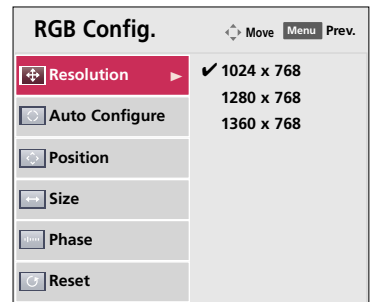 RGB Config.
Move Menu Prev.
Resolution
✔ 1024 x 768
1280 x 768
1360 x 768
Auto Configure
Position
Size
Phase
Reset